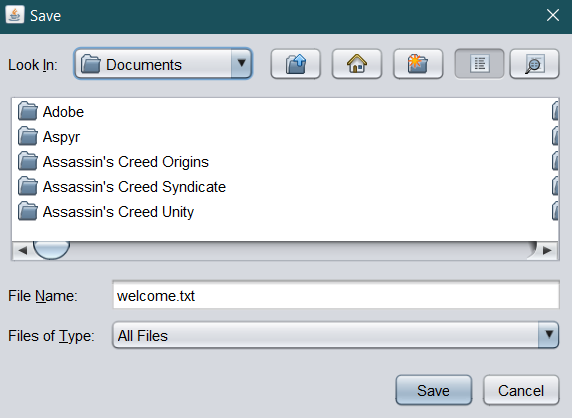 Save
Look In: Documents
Adobe
Aspyr
Assassin's Creed Origins
Assassin's Creed Syndicate
Assassin's Creed Unity
File Name: welcome.txt
Files of Type: All Files
Save Cancel